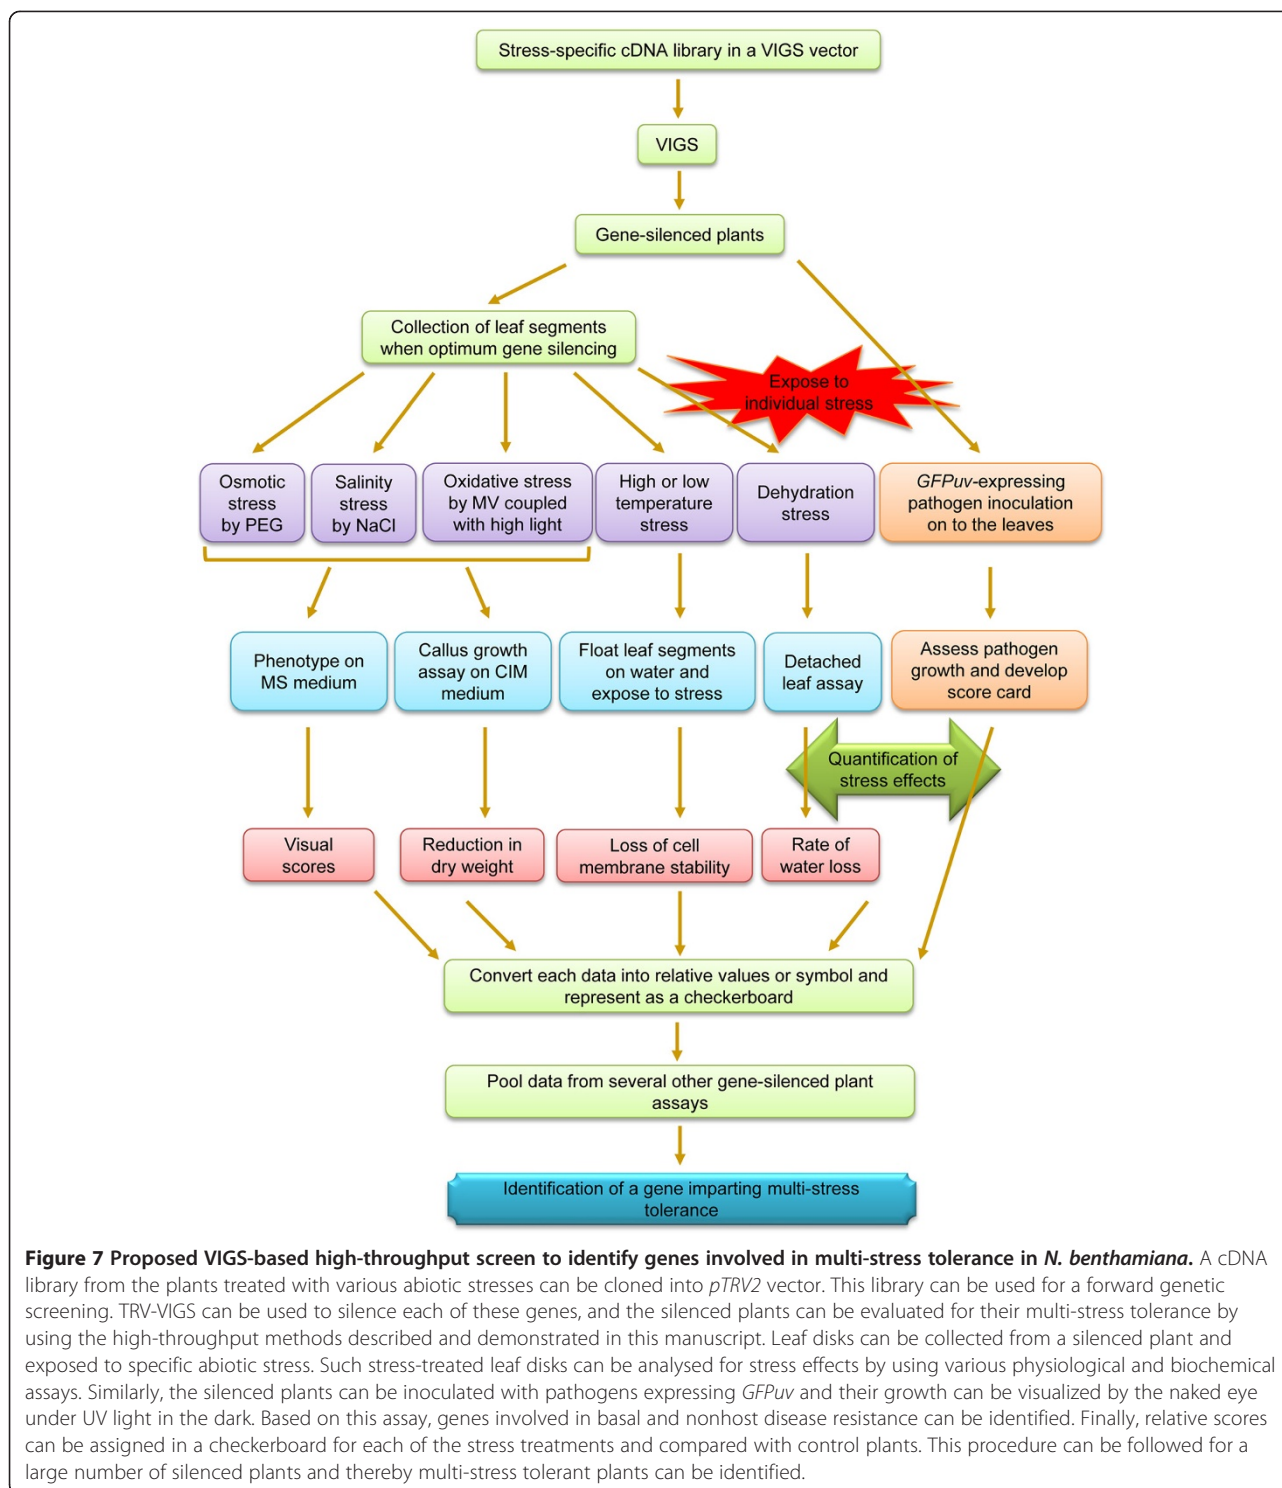 Stress-specific cDNA library in a VIGS vector
VIGS
Gene-silenced plants
Collection of leaf segments
when optimum gene silencing
Expose to
individual stress
Osmotic
stress
by PEG
Salinity
stress
by NaCl
Oxidative stress
by MV coupled
with high light
High or low
temperature
stress
Dehydration
stress
GFPuv-expressing
pathogen inoculation
on to the leaves
Phenotype on
MS medium
Callus growth
assay on CIM
medium
Float leaf segments
on water and
expose to stress
Detached
leaf assay
Assess pathogen
growth and develop
score card
Quantification of
stress effects
Visual
scores
Reduction in
dry weight
Loss of cell
membrane stability
Rate of
water loss
Convert each data into relative values or symbol and
represent as a checkerboard
Pool data from several other gene-silenced plant
assays
Identification of a gene imparting multi-stress
tolerance
Figure 7 Proposed VIGS-based high-throughput screen to identify genes involved in multi-stress tolerance in N. benthamiana. A cDNA
library from the plants treated with various abiotic stresses can be cloned into pTRV2 vector. This library can be used for a forward genetic
screening. TRV-VIGS can be used to silence each of these genes, and the silenced plants can be evaluated for their multi-stress tolerance by
using the high-throughput methods described and demonstrated in this manuscript. Leaf disks can be collected from a silenced plant and
exposed to specific abiotic stress. Such stress-treated leaf disks can be analysed for stress effects by using various physiological and biochemical
assays. Similarly, the silenced plants can be inoculated with pathogens expressing GFPuv and their growth can be visualized by the naked eye
under UV light in the dark. Based on this assay, genes involved in basal and nonhost disease resistance can be identified. Finally, relative scores
can be assigned in a checkerboard for each of the stress treatments and compared with control plants. This procedure can be followed for a
large number of silenced plants and thereby multi-stress tolerant plants can be identified.